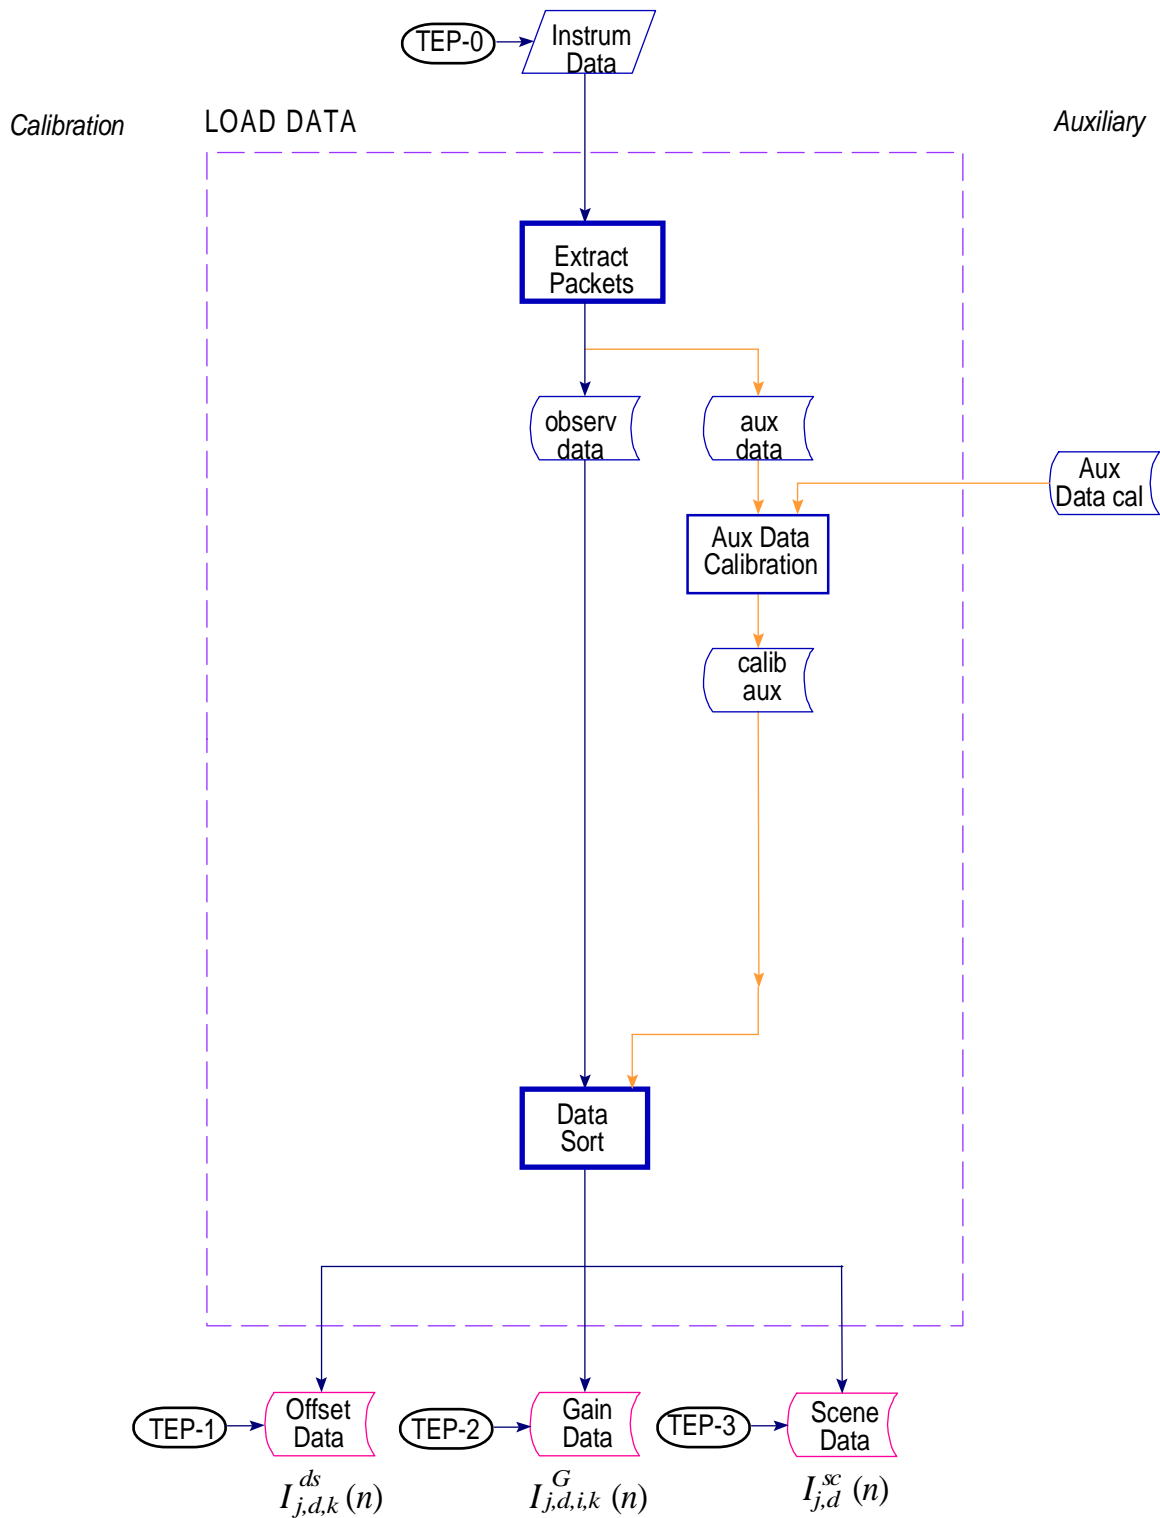 TEP-0
Instrum
Data
Calibration
LOAD DATA
Auxiliary
Extract
Packets
observ
data
aux
data
Aux
Data cal
Aux Data
Calibration
calib
aux
Data
Sort
TEP-1
Offset
Data
TEP-2
Gain
Data
TEP-3
Scene
Data
I^{ds}_{j,d,k}(n)
I^{G}_{j,d,i,k}(n)
I^{sc}_{j,d}(n)